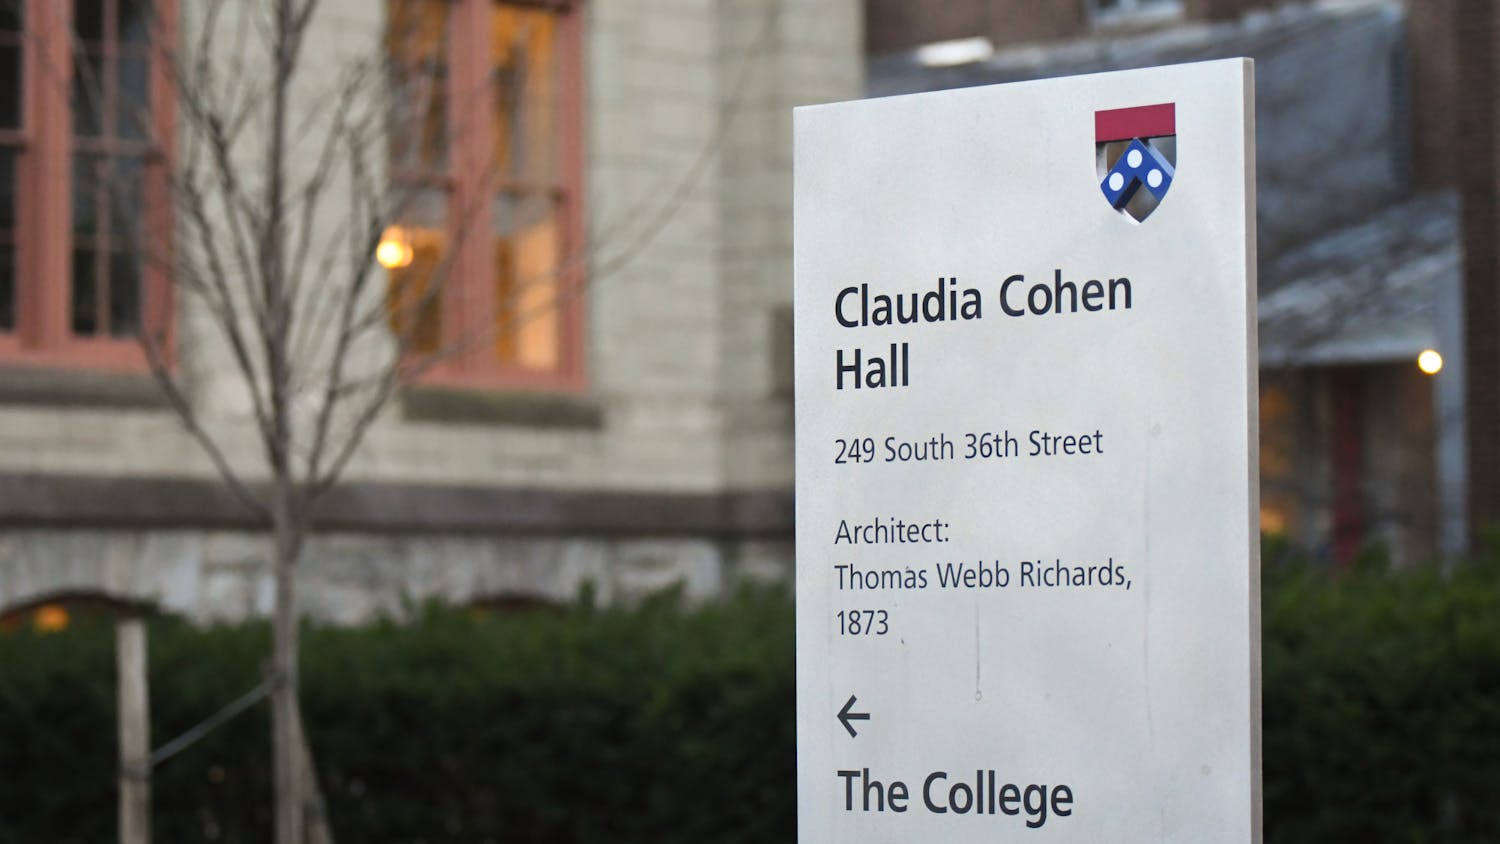 Claudia Cohen
Hall
249 South 36th Street
Architect:
Thomas Webb Richards,
1873
←
The College